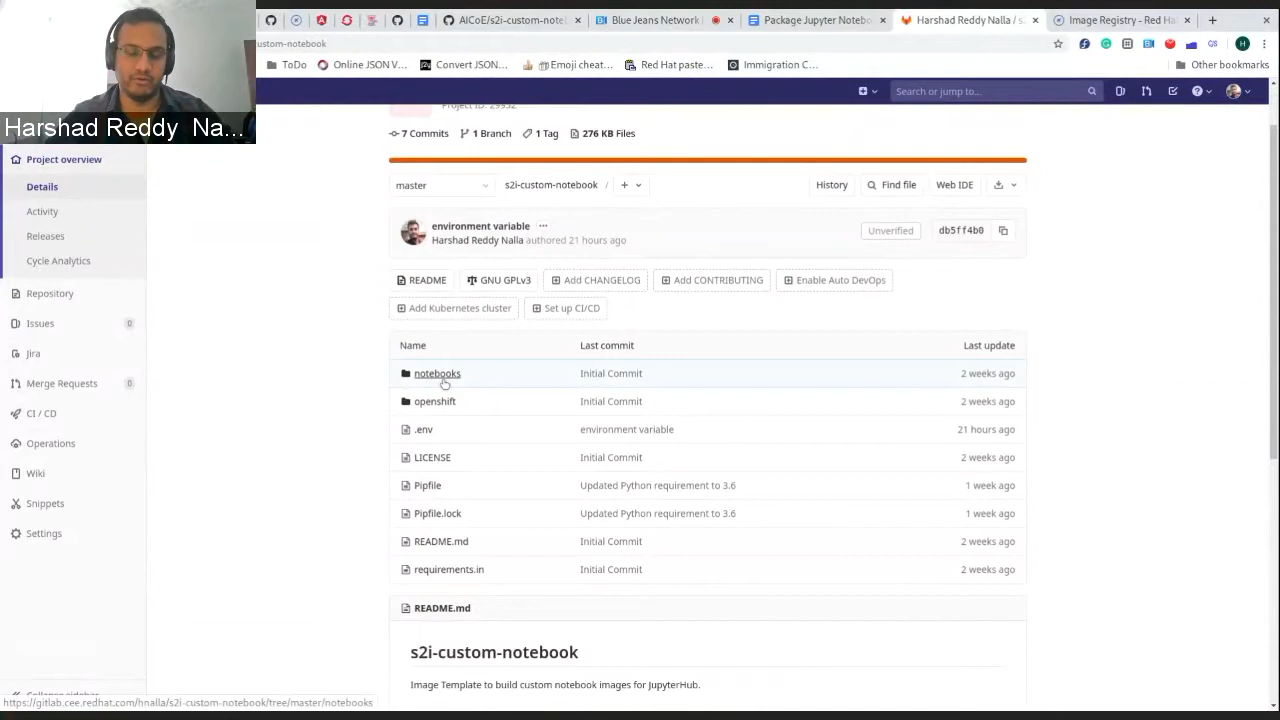 AICoE/s2i-custom-note
Blue Jeans Network
Package Jupyter Notebo
Harshad Reddy Nalla / s
Image Registry - Red Ha
ustom-notebook
ToDo
Online JSON V...
Convert JSON...
Emoji cheat...
Red Hat paste...
Immigration C...
Other bookmarks
Search or jump to...
Harshad Reddy Na...
Project ID: 29932
7 Commits
1 Branch
1 Tag
276 KB Files
Project overview
Details
Activity
Releases
Cycle Analytics
Repository
Issues 0
Jira
Merge Requests 0
CI / CD
Operations
Wiki
Snippets
Settings
Collapse sidebar
master
s2i-custom-notebook /
History
Find file
Web IDE
environment variable
Harshad Reddy Nalla authored 21 hours ago
Unverified
db5ff4b0
README
GNU GPLv3
Add CHANGELOG
Add CONTRIBUTING
Enable Auto DevOps
Add Kubernetes cluster
Set up CI/CD
Name Last commit Last update
notebooks Initial Commit 2 weeks ago
openshift Initial Commit 2 weeks ago
.env environment variable 21 hours ago
LICENSE Initial Commit 2 weeks ago
Pipfile Updated Python requirement to 3.6 1 week ago
Pipfile.lock Updated Python requirement to 3.6 1 week ago
README.md Initial Commit 2 weeks ago
requirements.in Initial Commit 2 weeks ago
README.md
s2i-custom-notebook
Image Template to build custom notebook images for JupyterHub.
https://gitlab.cee.redhat.com/hnalla/s2i-custom-notebook/tree/master/notebooks